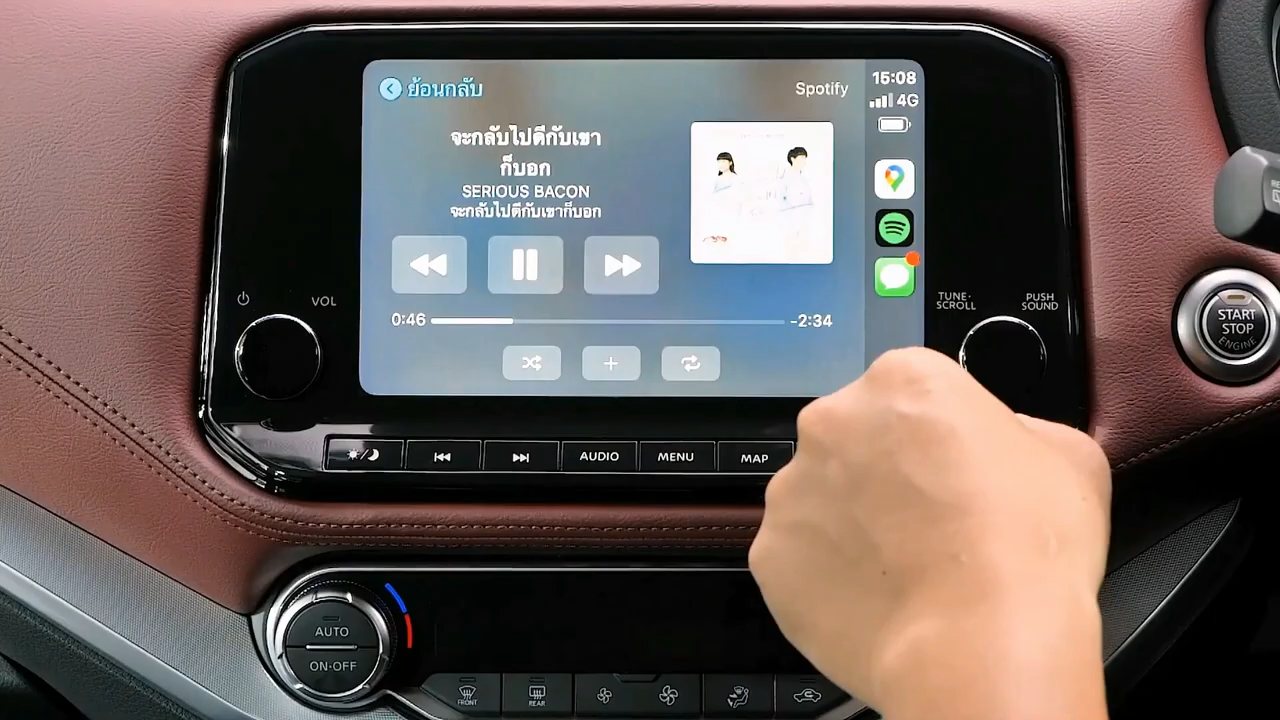 ย้อนกลับ
Spotify
15:08
4G
จะกลับไปดีกับเขา
ก็บอก
SERIOUS BACON
จะกลับไปดีกับเขาก็บอก
0:46
-2:34
VOL
TUNE·
SCROLL
PUSH
SOUND
START
STOP
ENGINE
AUDIO
MENU
MAP
AUTO
ON·OFF
FRONT
REAR